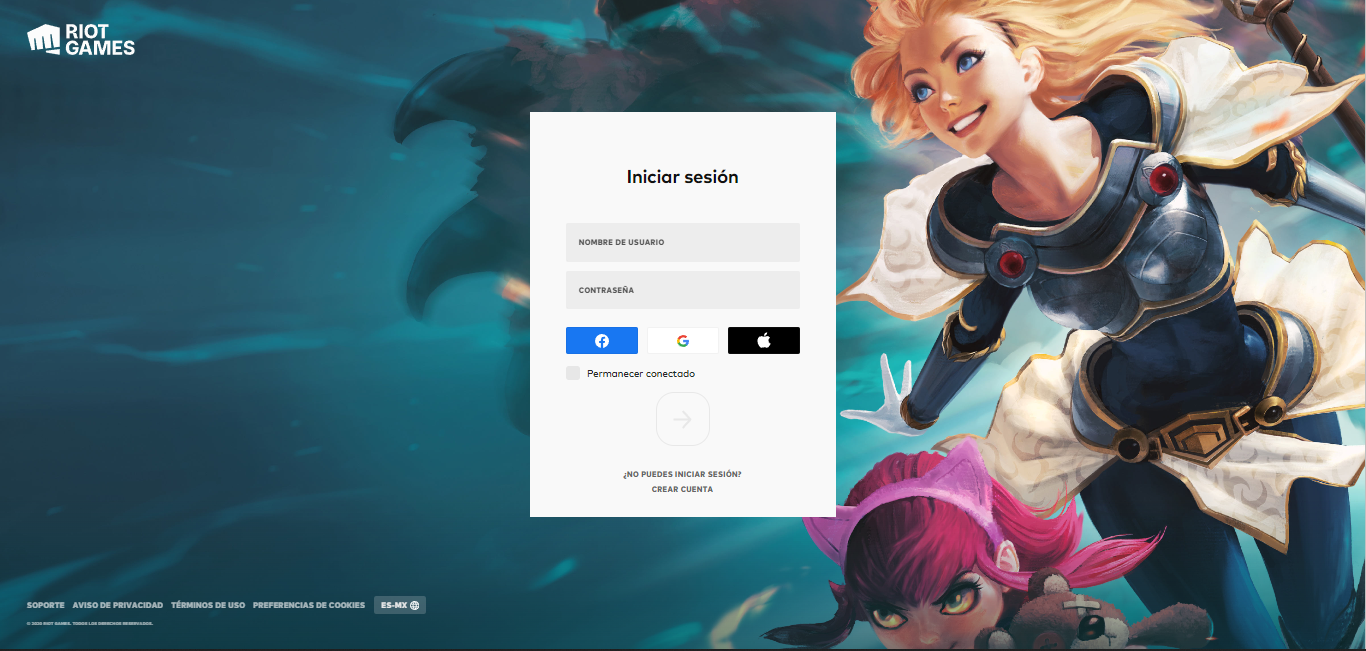 RIOT
GAMES
Iniciar sesión
NOMBRE DE USUARIO
CONTRASEÑA
Permanecer conectado
¿NO PUEDES INICIAR SESIÓN?
CREAR CUENTA
SOPORTE AVISO DE PRIVACIDAD TÉRMINOS DE USO PREFERENCIAS DE COOKIES ES-MX
© 2020 RIOT GAMES. TODOS LOS DERECHOS RESERVADOS.